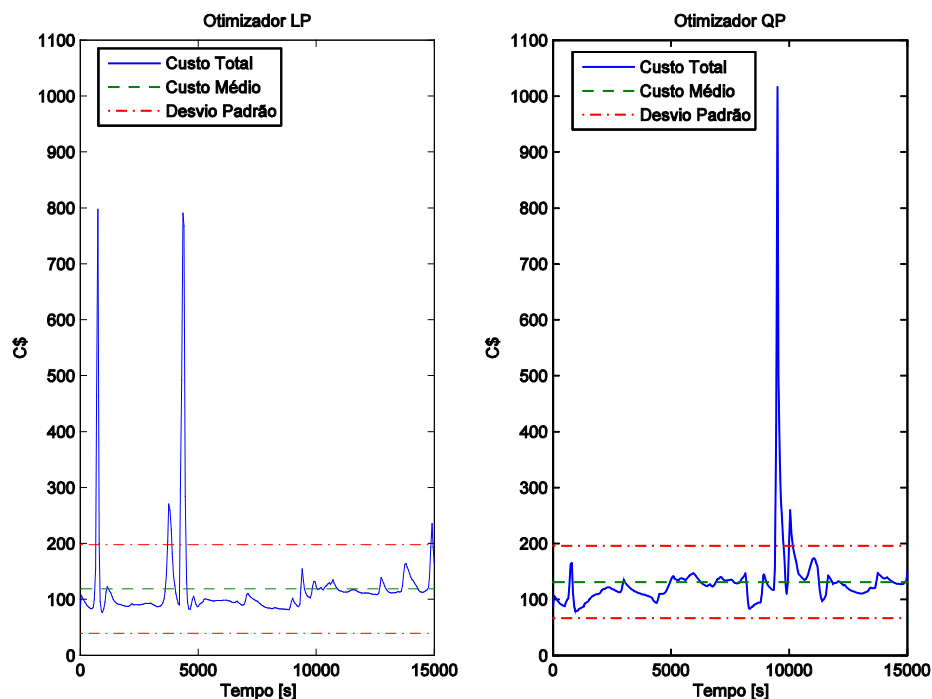 Otimizador LP
1100
1000
900
800
700
600
500
400
300
200
100
0
C$
Custo Total
Custo Médio
Desvio Padrão
0 5000 10000 15000
Tempo [s]
Otimizador QP
1100
1000
900
800
700
600
500
400
300
200
100
0
C$
Custo Total
Custo Médio
Desvio Padrão
0 5000 10000 15000
Tempo [s]